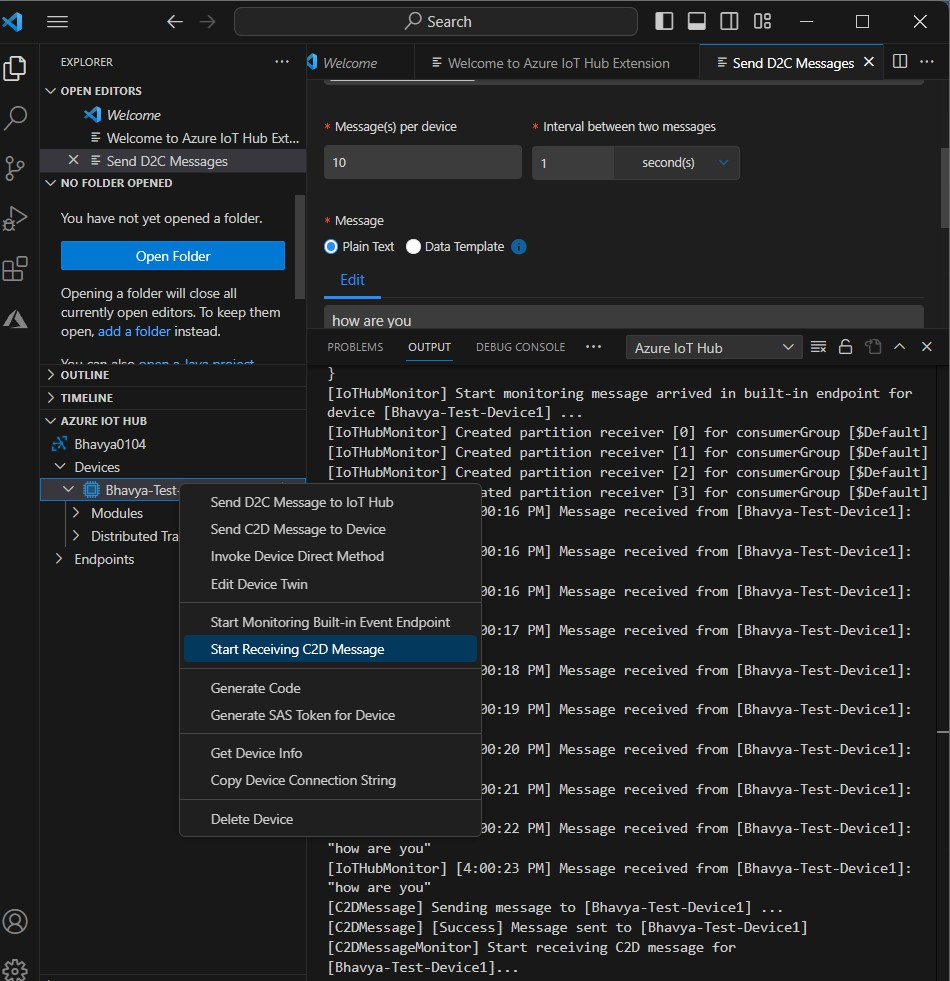 Search
EXPLORER
OPEN EDITORS
Welcome
Welcome to Azure IoT Hub Ext...
Send D2C Messages
NO FOLDER OPENED
You have not yet opened a folder.
Open Folder
Opening a folder will close all
currently open editors. To keep them
open, add a folder instead.
You can also open a Java project
OUTLINE
TIMELINE
AZURE IOT HUB
Bhavya0104
Devices
Bhavya-Test-
Modules
Distributed Tra
Endpoints
Send D2C Message to IoT Hub
Send C2D Message to Device
Invoke Device Direct Method
Edit Device Twin
Start Monitoring Built-in Event Endpoint
Start Receiving C2D Message
Generate Code
Generate SAS Token for Device
Get Device Info
Copy Device Connection String
Delete Device
Welcome
Welcome to Azure IoT Hub Extension
Send D2C Messages
* Message(s) per device
* Interval between two messages
10
1
second(s)
* Message
Plain Text
Data Template
Edit
how are you
PROBLEMS
OUTPUT
DEBUG CONSOLE
Azure IoT Hub
}
[IoTHubMonitor] Start monitoring message arrived in built-in endpoint for
device [Bhavya-Test-Device1] ...
[IoTHubMonitor] Created partition receiver [0] for consumerGroup [$Default]
[IoTHubMonitor] Created partition receiver [1] for consumerGroup [$Default]
[IoTHubMonitor] Created partition receiver [2] for consumerGroup [$Default]
ated partition receiver [3] for consumerGroup [$Default]
00:16 PM] Message received from [Bhavya-Test-Device1]:
00:16 PM] Message received from [Bhavya-Test-Device1]:
00:16 PM] Message received from [Bhavya-Test-Device1]:
00:17 PM] Message received from [Bhavya-Test-Device1]:
00:18 PM] Message received from [Bhavya-Test-Device1]:
00:19 PM] Message received from [Bhavya-Test-Device1]:
00:20 PM] Message received from [Bhavya-Test-Device1]:
00:21 PM] Message received from [Bhavya-Test-Device1]:
00:22 PM] Message received from [Bhavya-Test-Device1]:
"how are you"
[IoTHubMonitor] [4:00:23 PM] Message received from [Bhavya-Test-Device1]:
"how are you"
[C2DMessage] Sending message to [Bhavya-Test-Device1] ...
[C2DMessage] [Success] Message sent to [Bhavya-Test-Device1]
[C2DMessageMonitor] Start receiving C2D message for
[Bhavya-Test-Device1]...